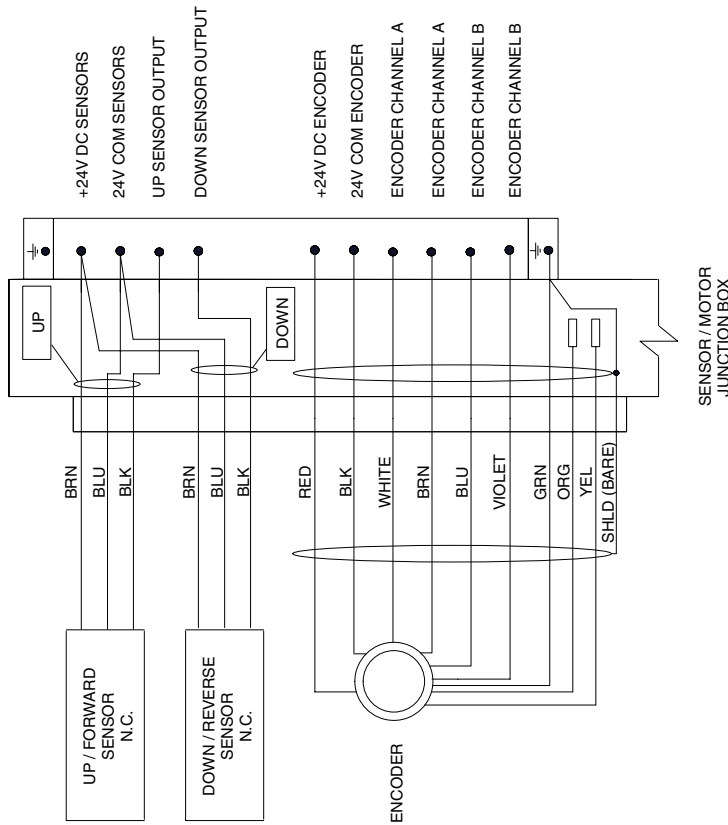 +24V DC SENSORS
24V COM SENSORS
UP SENSOR OUTPUT
DOWN SENSOR OUTPUT
+24V DC ENCODER
24V COM ENCODER
ENCODER CHANNEL A
ENCODER CHANNEL A
ENCODER CHANNEL B
ENCODER CHANNEL B
UP
DOWN
SENSOR / MOTOR
JUNCTION BOX
BRN
BLU
BLK
BRN
BLU
BLK
RED
BLK
WHITE
BRN
BLU
VIOLET
GRN
ORG
YEL
SHLD (BARE)
UP / FORWARD
SENSOR
N.C.
DOWN / REVERSE
SENSOR
N.C.
ENCODER